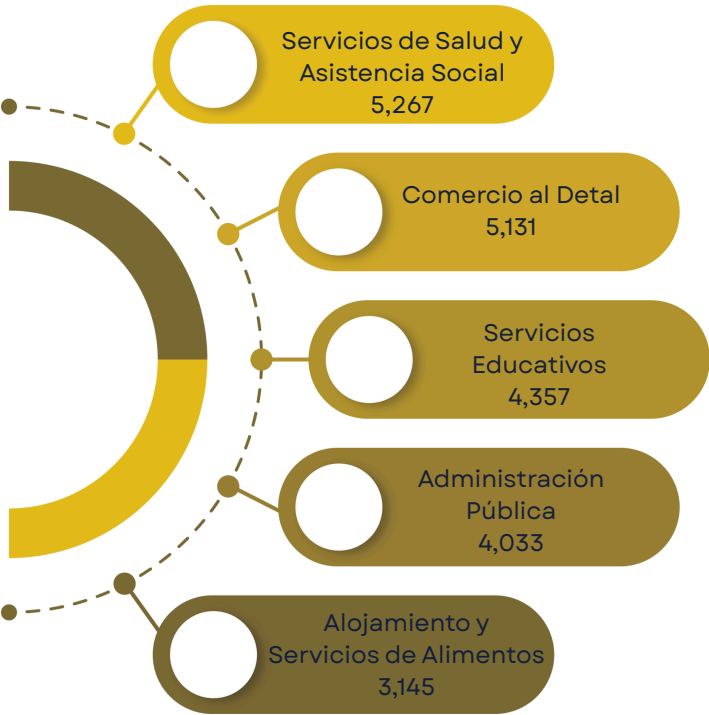 Servicios de Salud y
Asistencia Social
5,267
Comercio al Detal
5,131
Servicios
Educativos
4,357
Administración
Pública
4,033
Alojamiento y
Servicios de Alimentos
3,145